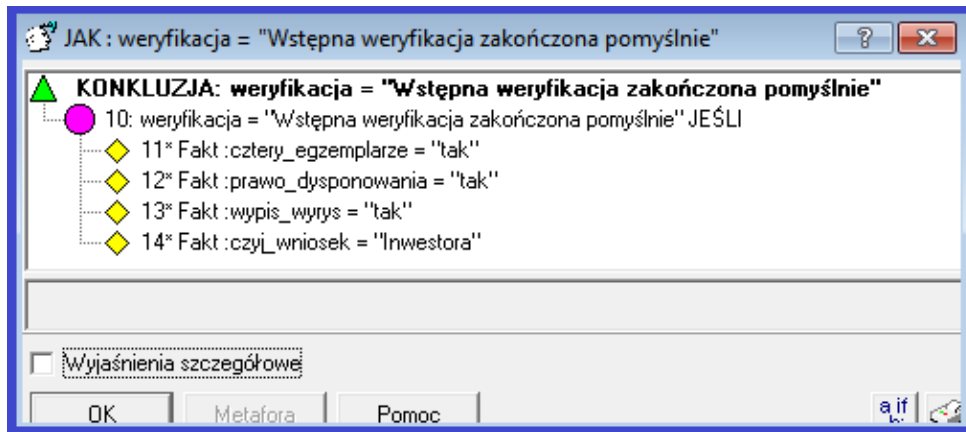 JAK : weryfikacja = "Wstępna weryfikacja zakończona pomyślnie"
KONKLUZJA: weryfikacja = "Wstępna weryfikacja zakończona pomyślnie"
10: weryfikacja = "Wstępna weryfikacja zakończona pomyślnie" JEŚLI
11* Fakt :cztery_egzemplarze = "tak"
12* Fakt :prawo_dysponowania = "tak"
13* Fakt :wypis_wyrys = "tak"
14* Fakt :czyj_wniosek = "Inwestora"
Wyjaśnienia szczegółowe
OK Metafora Pomoc a if